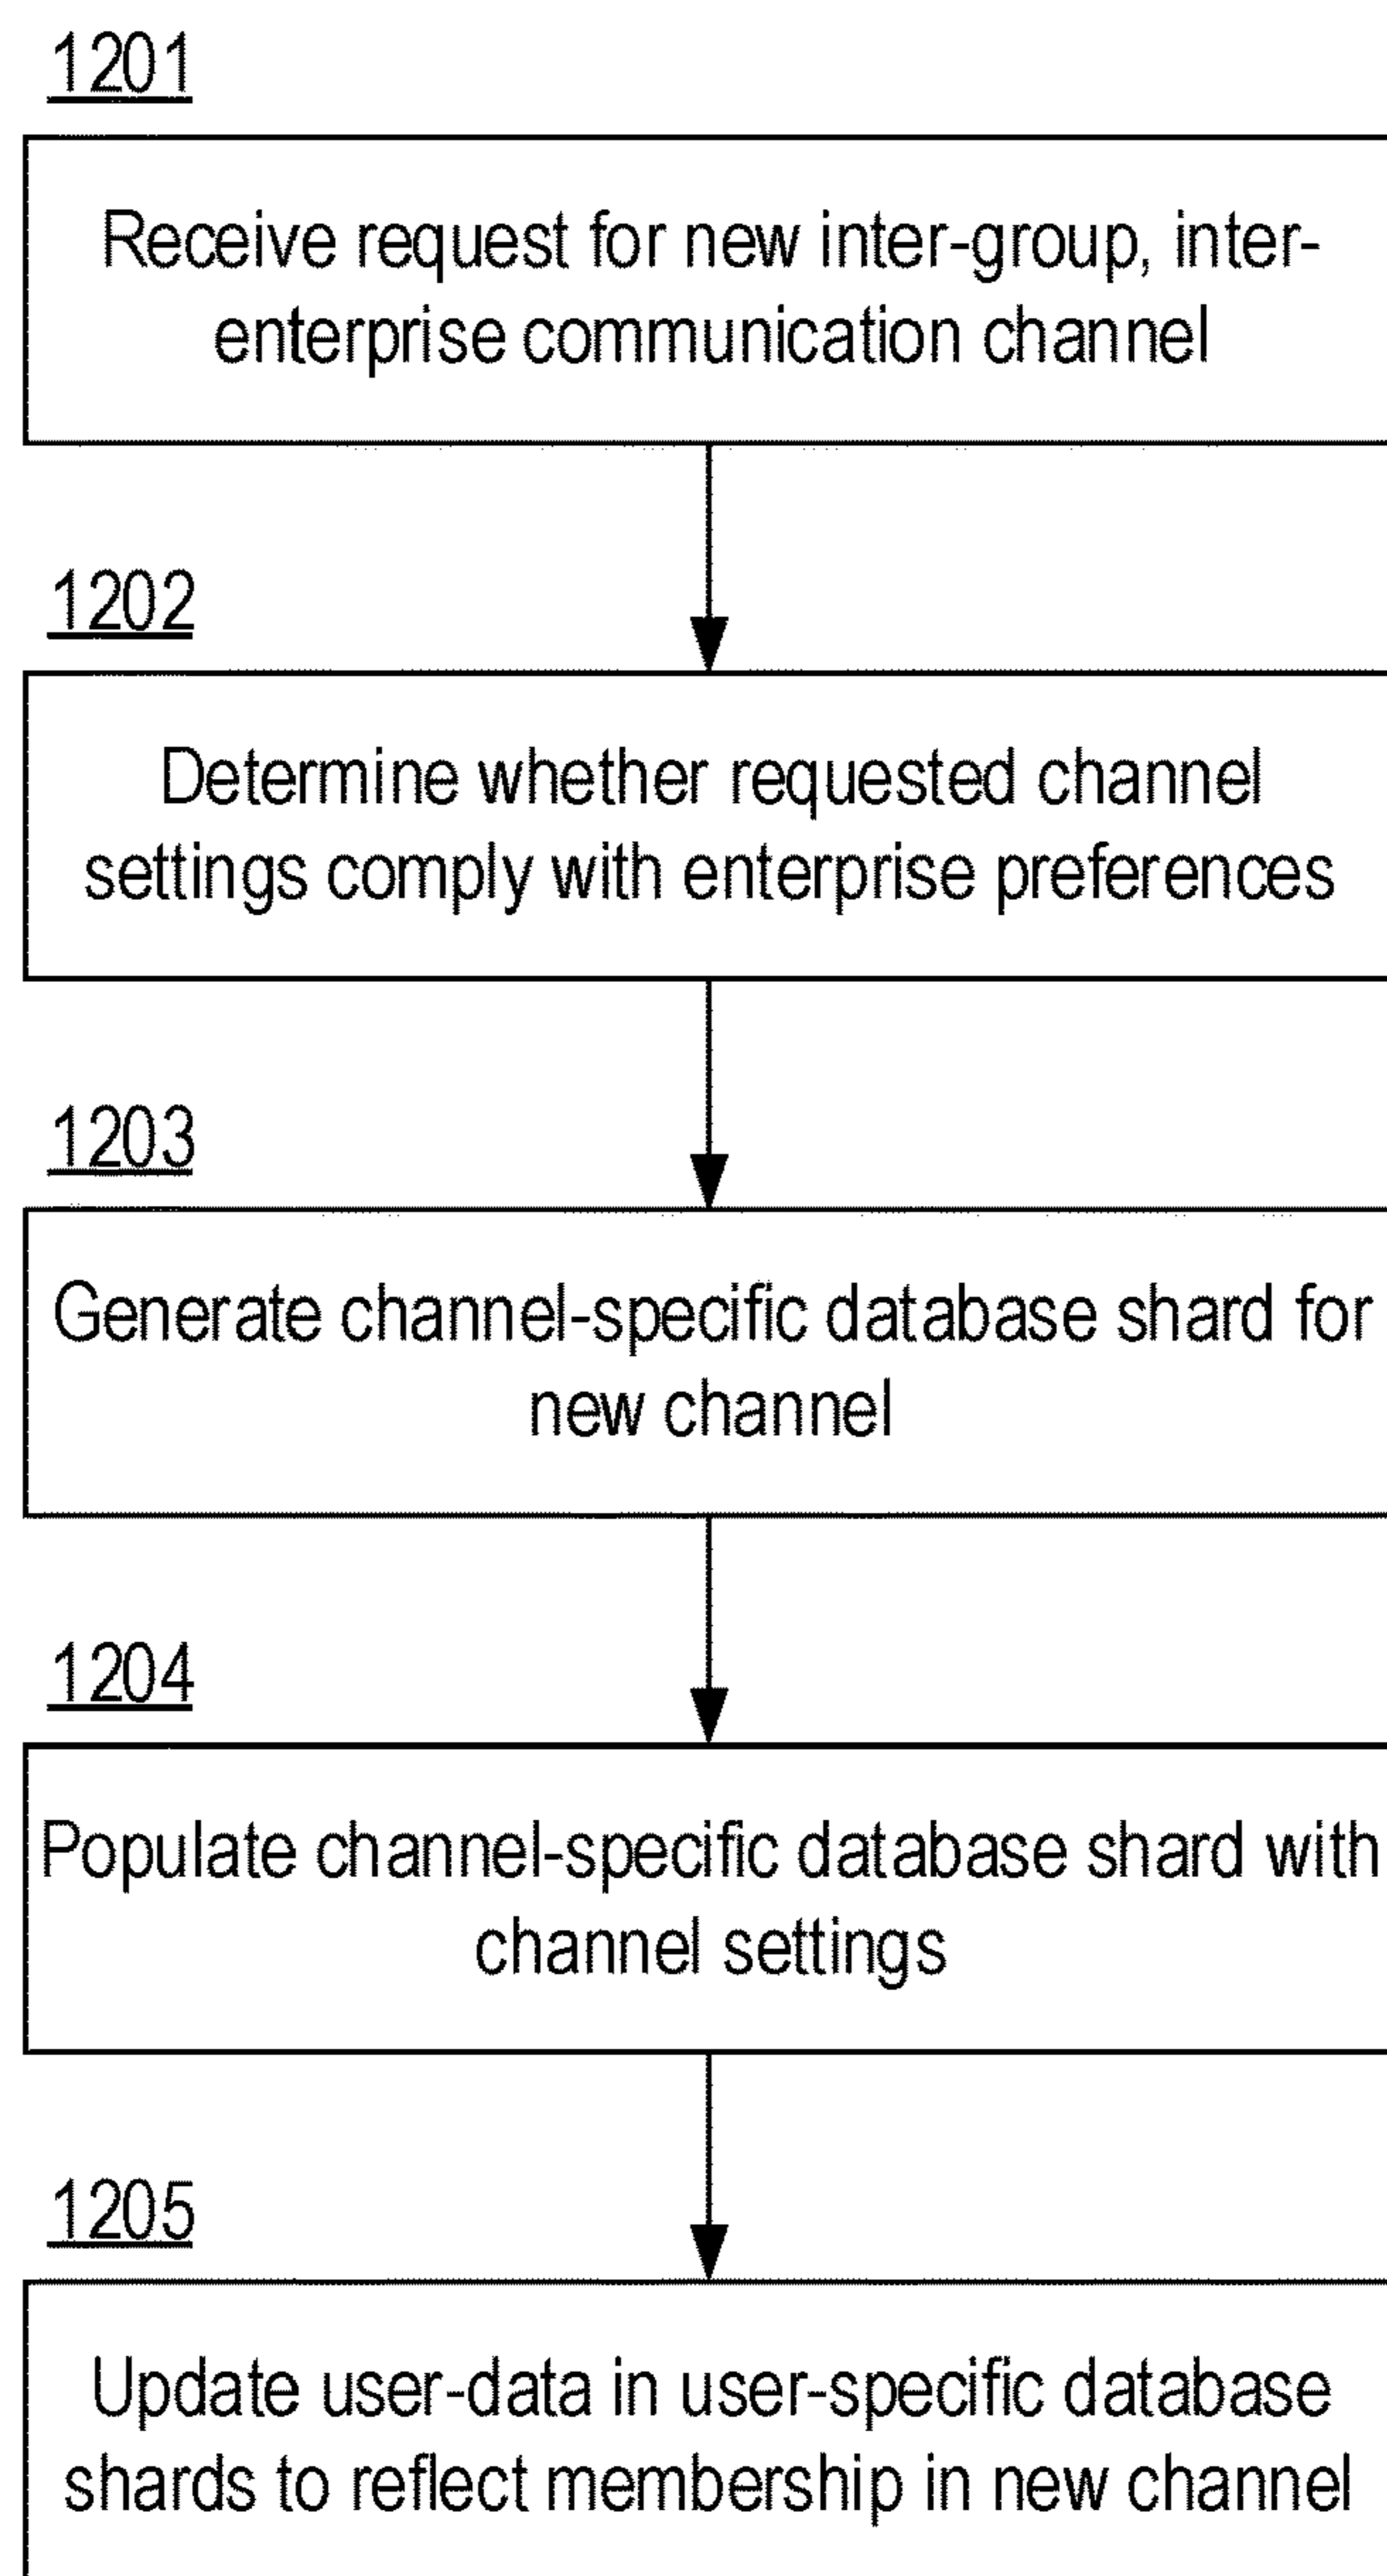 1201
Receive request for new inter-group, inter-
enterprise communication channel
1202
Determine whether requested channel
settings comply with enterprise preferences
1203
Generate channel-specific database shard for
new channel
1204
Populate channel-specific database shard with
channel settings
1205
Update user-data in user-specific database
shards to reflect membership in new channel